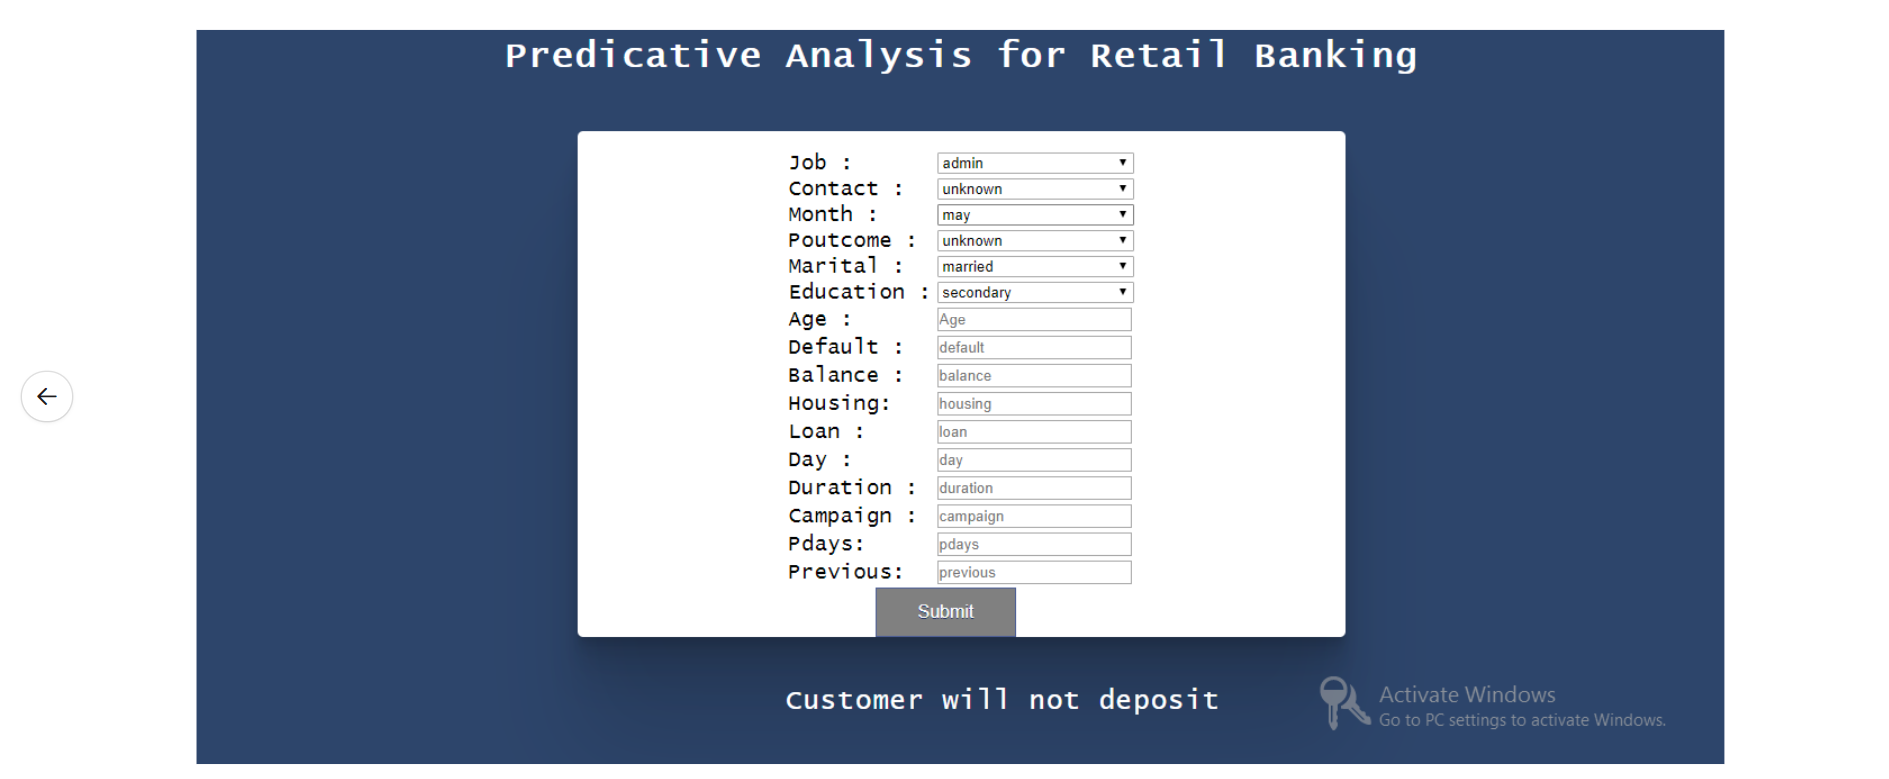 Predicative Analysis for Retail Banking
Job : admin
Contact : unknown
Month : may
Poutcome : unknown
Marital : married
Education : secondary
Age : Age
Default : default
Balance : balance
Housing: housing
Loan : loan
Day : day
Duration : duration
Campaign : campaign
Pdays: pdays
Previous: previous
Submit
Customer will not deposit
Activate Windows
Go to PC settings to activate Windows.